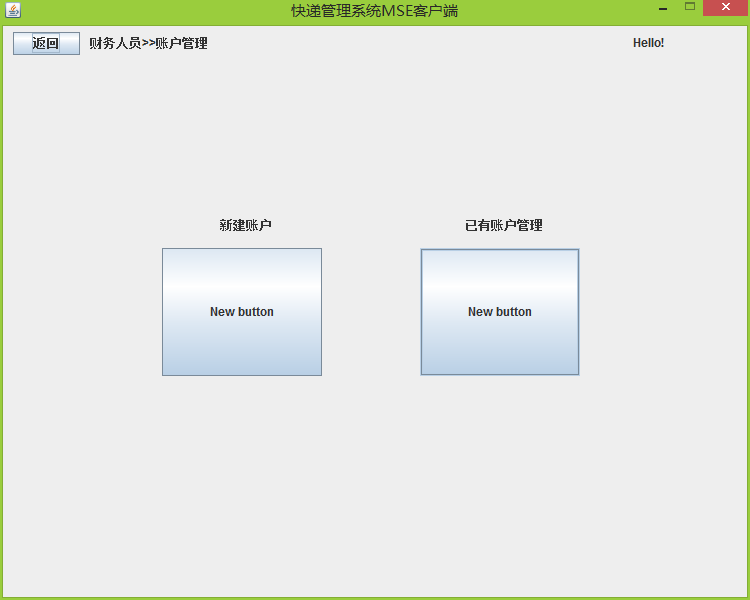 快递管理系统MSE客户端
返回 财务人员>>账户管理 Hello!
新建账户 已有账户管理
New button New button